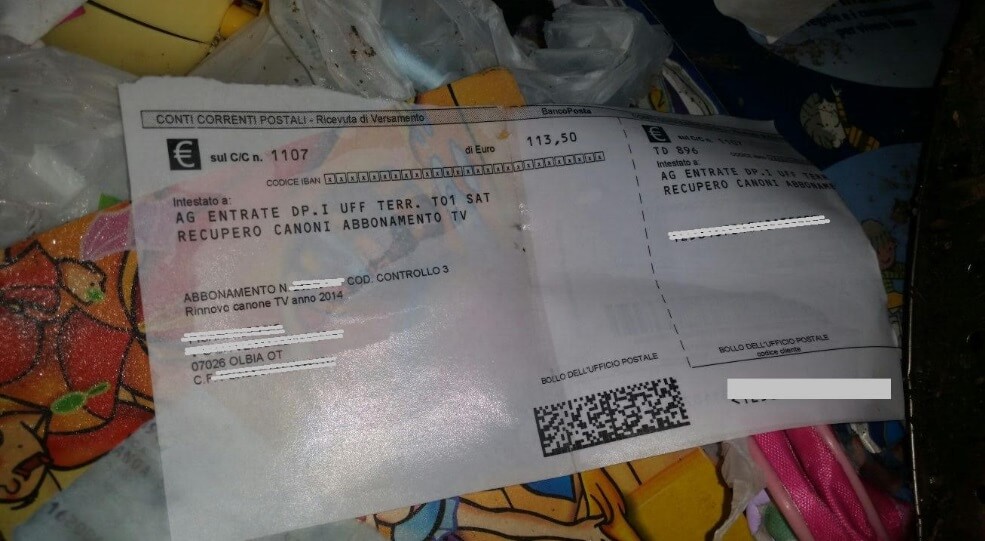 CONTI CORRENTI POSTALI - Ricevuta di Versamento BancoPosta
€ sul C/C n. 1107 di Euro 113,50
CODICE IBAN
Intestato a:
AG ENTRATE DP.I UFF TERR. TO1 SAT
RECUPERO CANONI ABBONAMENTO TV
ABBONAMENTO N. COD. CONTROLLO 3
Rinnovo canone TV anno 2014
07026 OLBIA OT
C.F
BOLLO DELL'UFFICIO POSTALE
€ sul C/C n. 1107
TD 896
Intestato a:
AG ENTRATE DP.I UFF TERR
RECUPERO CANONI ABBONAM
BOLLO DELL'UFFICIO POSTALE
codice cliente